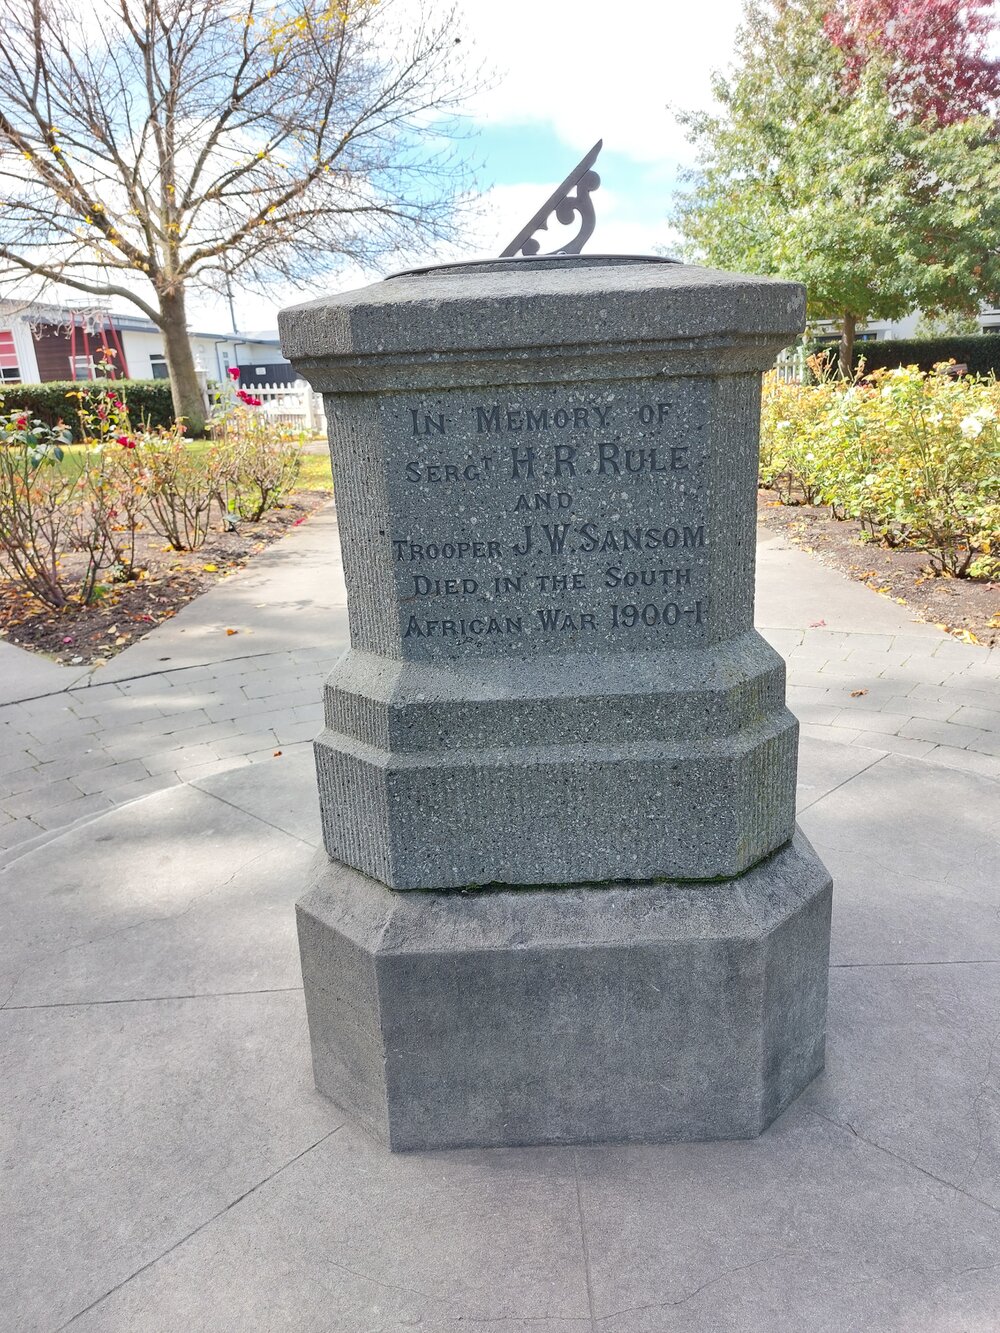 IN MEMORY OF
SERGT H.R. RULE
AND
TROOPER J.W. SANSOM
DIED IN THE SOUTH
AFRICAN WAR 1900-1